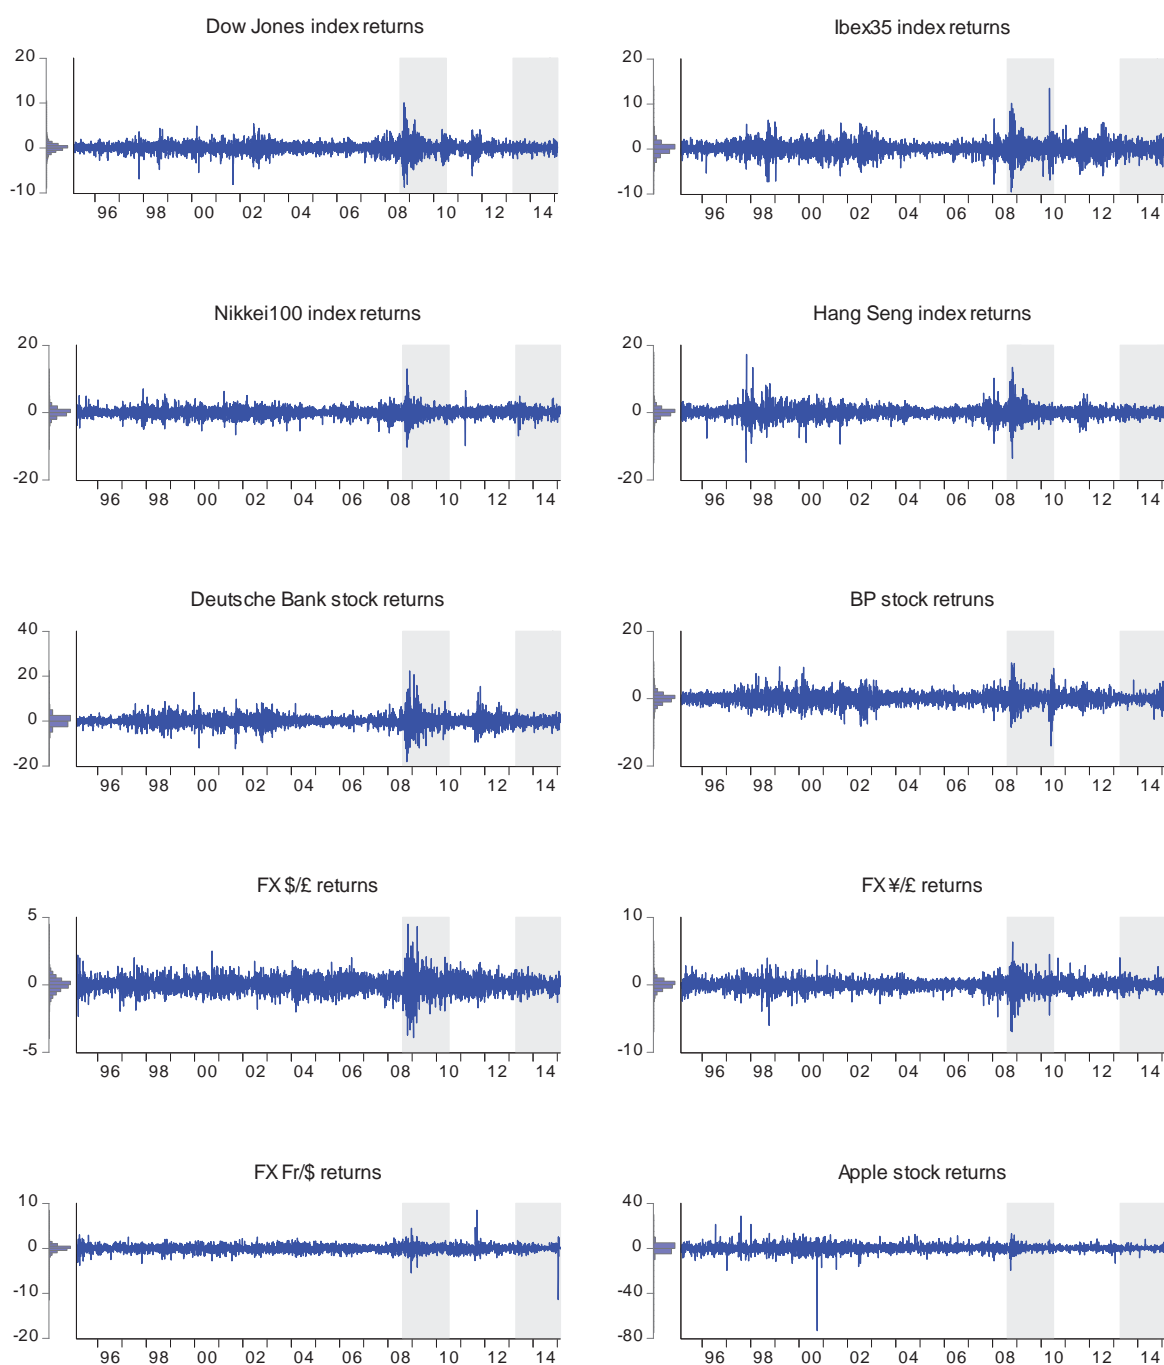 Dow Jones index returns
Ibex35 index returns
20
10
0
-10
96 98 00 02 04 06 08 10 12 14
20
10
0
-10
96 98 00 02 04 06 08 10 12 14
Nikkei100 index returns
Hang Seng index returns
20
0
-20
96 98 00 02 04 06 08 10 12 14
20
0
-20
96 98 00 02 04 06 08 10 12 14
Deutsche Bank stock returns
BP stock retruns
40
20
0
-20
96 98 00 02 04 06 08 10 12 14
20
0
-20
96 98 00 02 04 06 08 10 12 14
FX $/£ returns
FX ¥/£ returns
5
0
-5
96 98 00 02 04 06 08 10 12 14
10
0
-10
96 98 00 02 04 06 08 10 12 14
FX Fr/$ returns
Apple stock returns
10
0
-10
-20
96 98 00 02 04 06 08 10 12 14
40
0
-40
-80
96 98 00 02 04 06 08 10 12 14